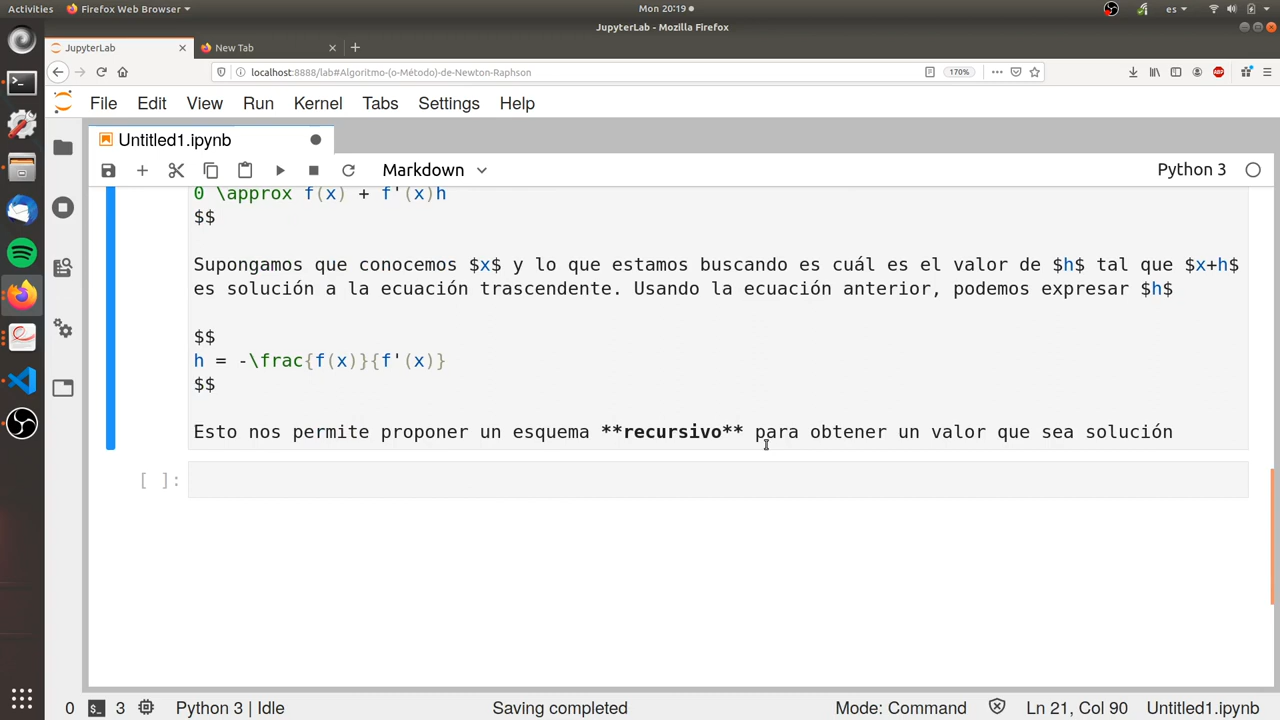 Activities Firefox Web Browser Mon 20:19 es
JupyterLab - Mozilla Firefox
JupyterLab New Tab
localhost:8888/lab#Algoritmo-(o-Método)-de-Newton-Raphson 170% ABP
File Edit View Run Kernel Tabs Settings Help
Untitled1.ipynb
Markdown Python 3
0 \approx f(x) + f'(x)h
$$
Supongamos que conocemos $x$ y lo que estamos buscando es cuál es el valor de $h$ tal que $x+h$
es solución a la ecuación trascendente. Usando la ecuación anterior, podemos expresar $h$
$$
h = -\frac{f(x)}{f'(x)}
$$
Esto nos permite proponer un esquema **recursivo** para obtener un valor que sea solución
[ ]:
0 3 Python 3 | Idle Saving completed Mode: Command Ln 21, Col 90 Untitled1.ipynb